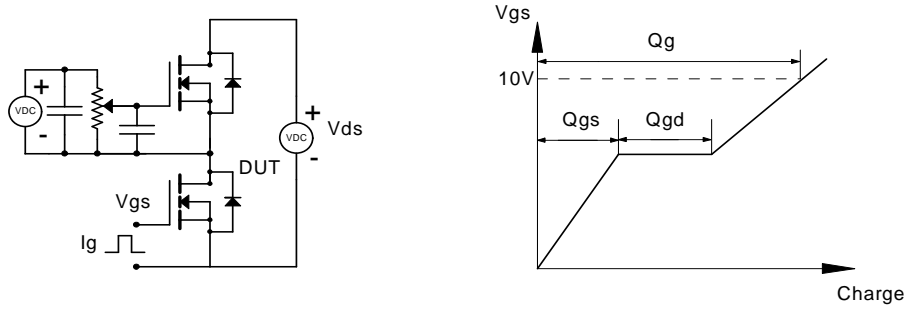 +
VDC
-
+
VDC
-
Vds
DUT
Vgs
Ig
Vgs
Qg
10V
Qgs
Qgd
Charge